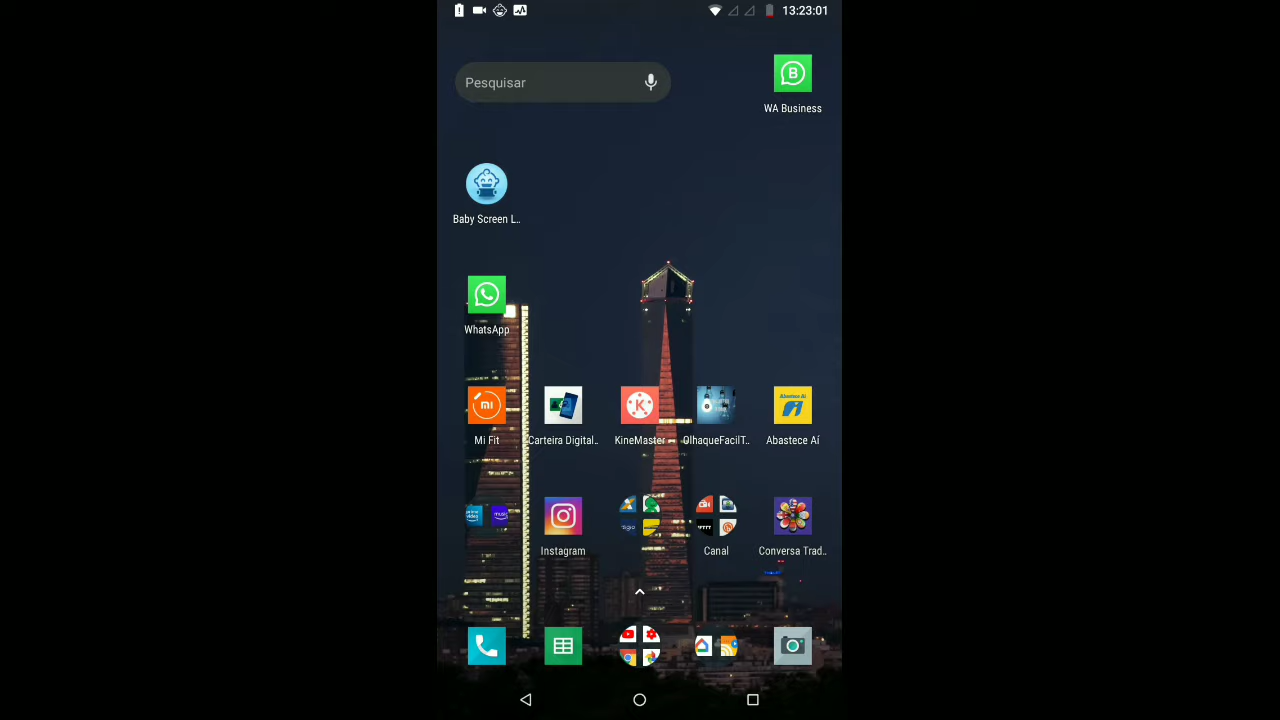 13:23:01
Pesquisar
WA Business
Baby Screen L..
WhatsApp
Mi Fit
Carteira Digital..
KineMaster
OlhaqueFacilT..
Abastece Aí
Instagram
Canal
Conversa Trad..